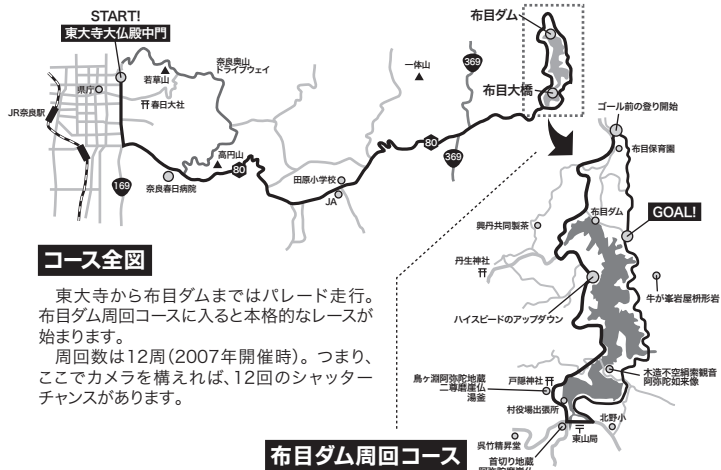 START!
東大寺大仏殿中門
県庁
JR奈良駅
若草山
春日大社
奈良奥山
ドライブウェイ
一体山
369
布目ダム
布目大橋
169
奈良春日病院
高円山
80
田原小学校
JA
80
369
コース全図
東大寺から布目ダムまではパレード走行。
布目ダム周回コースに入ると本格的なレースが
始まります。
周回数は12周(2007年開催時)。つまり、
ここでカメラを構えれば、12回のシャッター
チャンスがあります。
ゴール前の登り開始
布目保育園
布目ダム
GOAL!
興丹共同製茶
丹生神社
牛が峯岩屋枡形岩
ハイスピードのアップダウン
木造不空絹索観音
阿弥陀如来像
鳥ヶ淵阿弥陀地蔵
二尊磨崖仏
湯釜
戸隠神社
村役場出張所
北野小
東山局
呉竹精昇堂
首切り地蔵
布目ダム周回コース